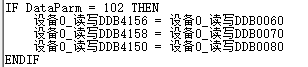 IF DataParm = 102 THEN
设备0_读写DDB4156 = 设备0_读写DDB0060
设备0_读写DDB4158 = 设备0_读写DDB0070
设备0_读写DDB4150 = 设备0_读写DDB0080
ENDIF